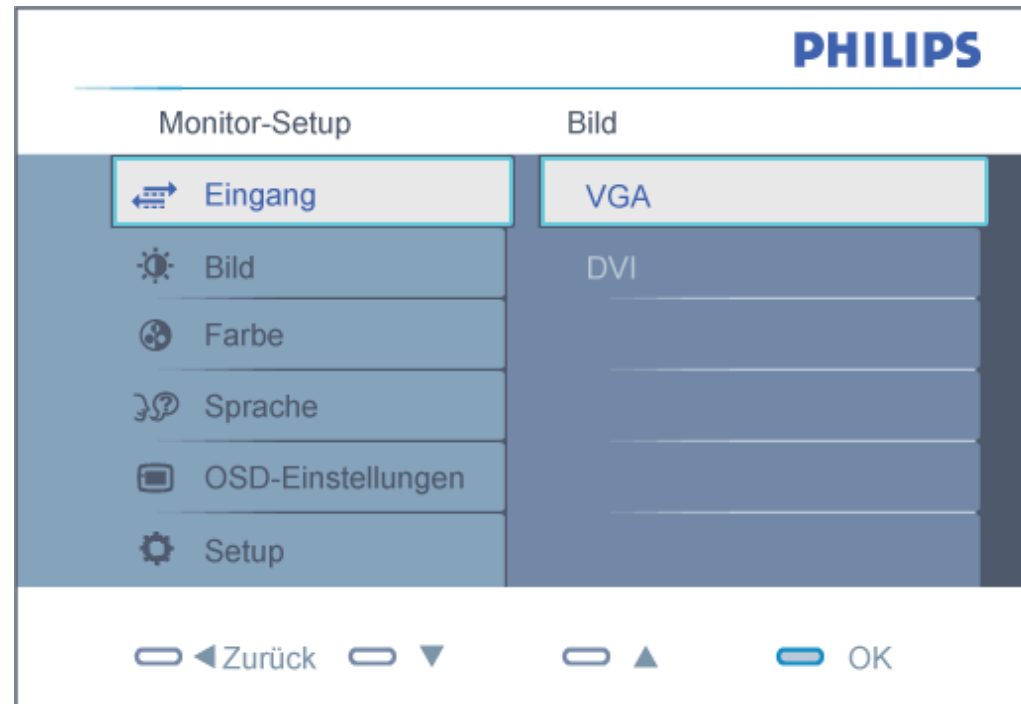 PHILIPS
Monitor-Setup Bild
Eingang VGA
Bild DVI
Farbe
Sprache
OSD-Einstellungen
Setup
Zurück OK